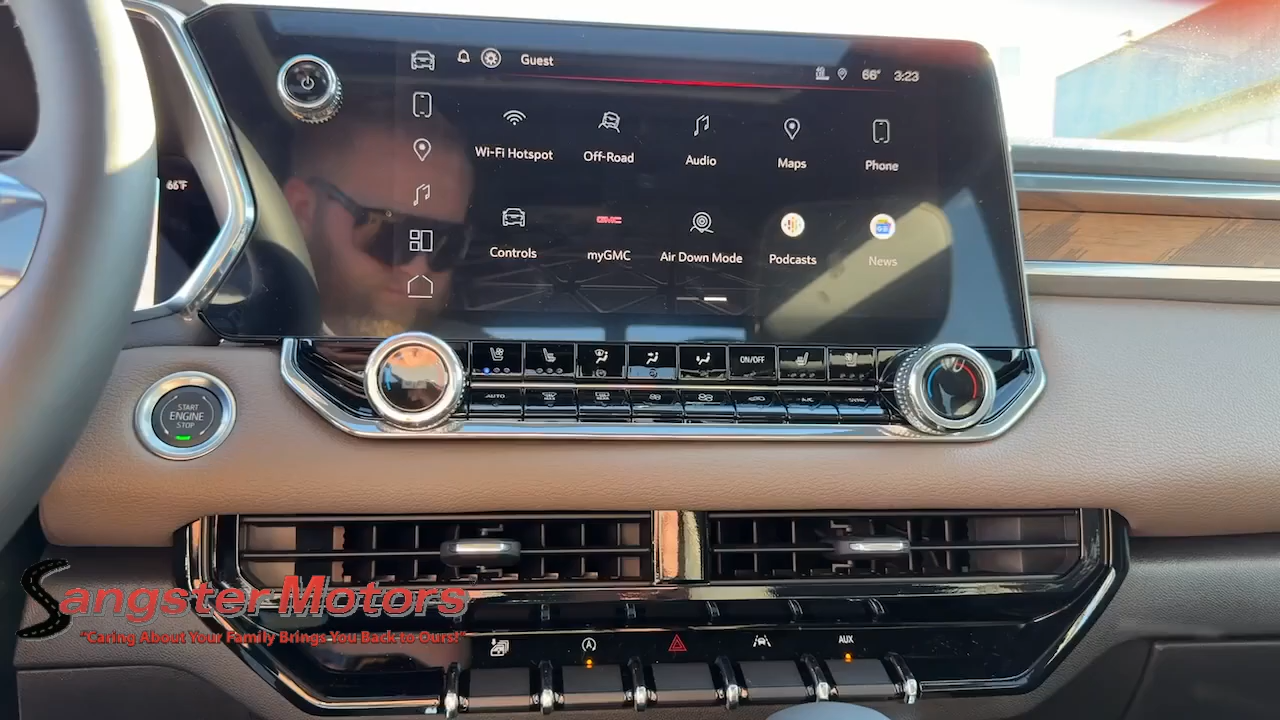 Guest
66° 3:23
Wi-Fi Hotspot Off-Road Audio Maps Phone
66°F
GMC
Controls myGMC Air Down Mode Podcasts News
ON/OFF
AUTO A/C SYNC
START
ENGINE
STOP
Sangster Motors
"Caring About Your Family Brings You Back to Ours!"
AUX